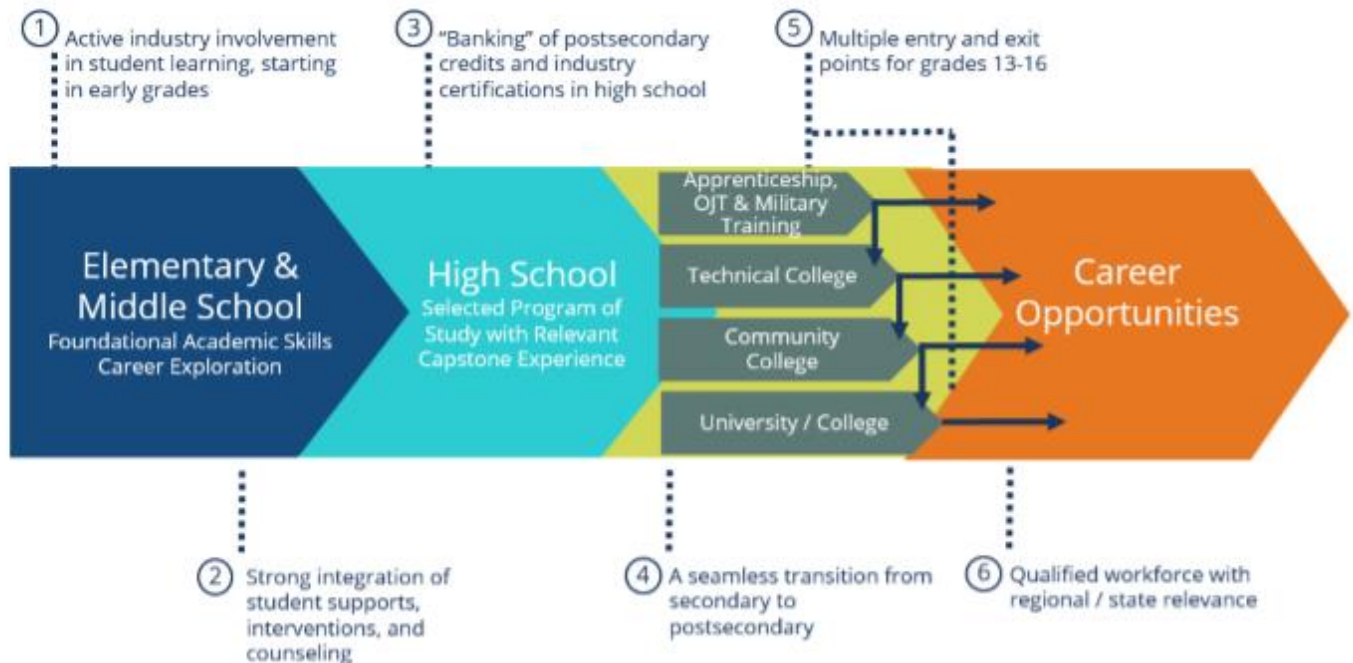 1
Active industry involvement
in student learning, starting
in early grades
3
"Banking" of postsecondary
credits and industry
certifications in high school
5
Multiple entry and exit
points for grades 13-16
Elementary &
Middle School
Foundational Academic Skills
Career Exploration
High School
Selected Program of
Study with Relevant
Capstone Experience
Apprenticeship,
OJT & Military
Training
Technical College
Community
College
University / College
Career
Opportunities
2
Strong integration of
student supports,
interventions, and
counseling
4
A seamless transition from
secondary to
postsecondary
6
Qualified workforce with
regional / state relevance